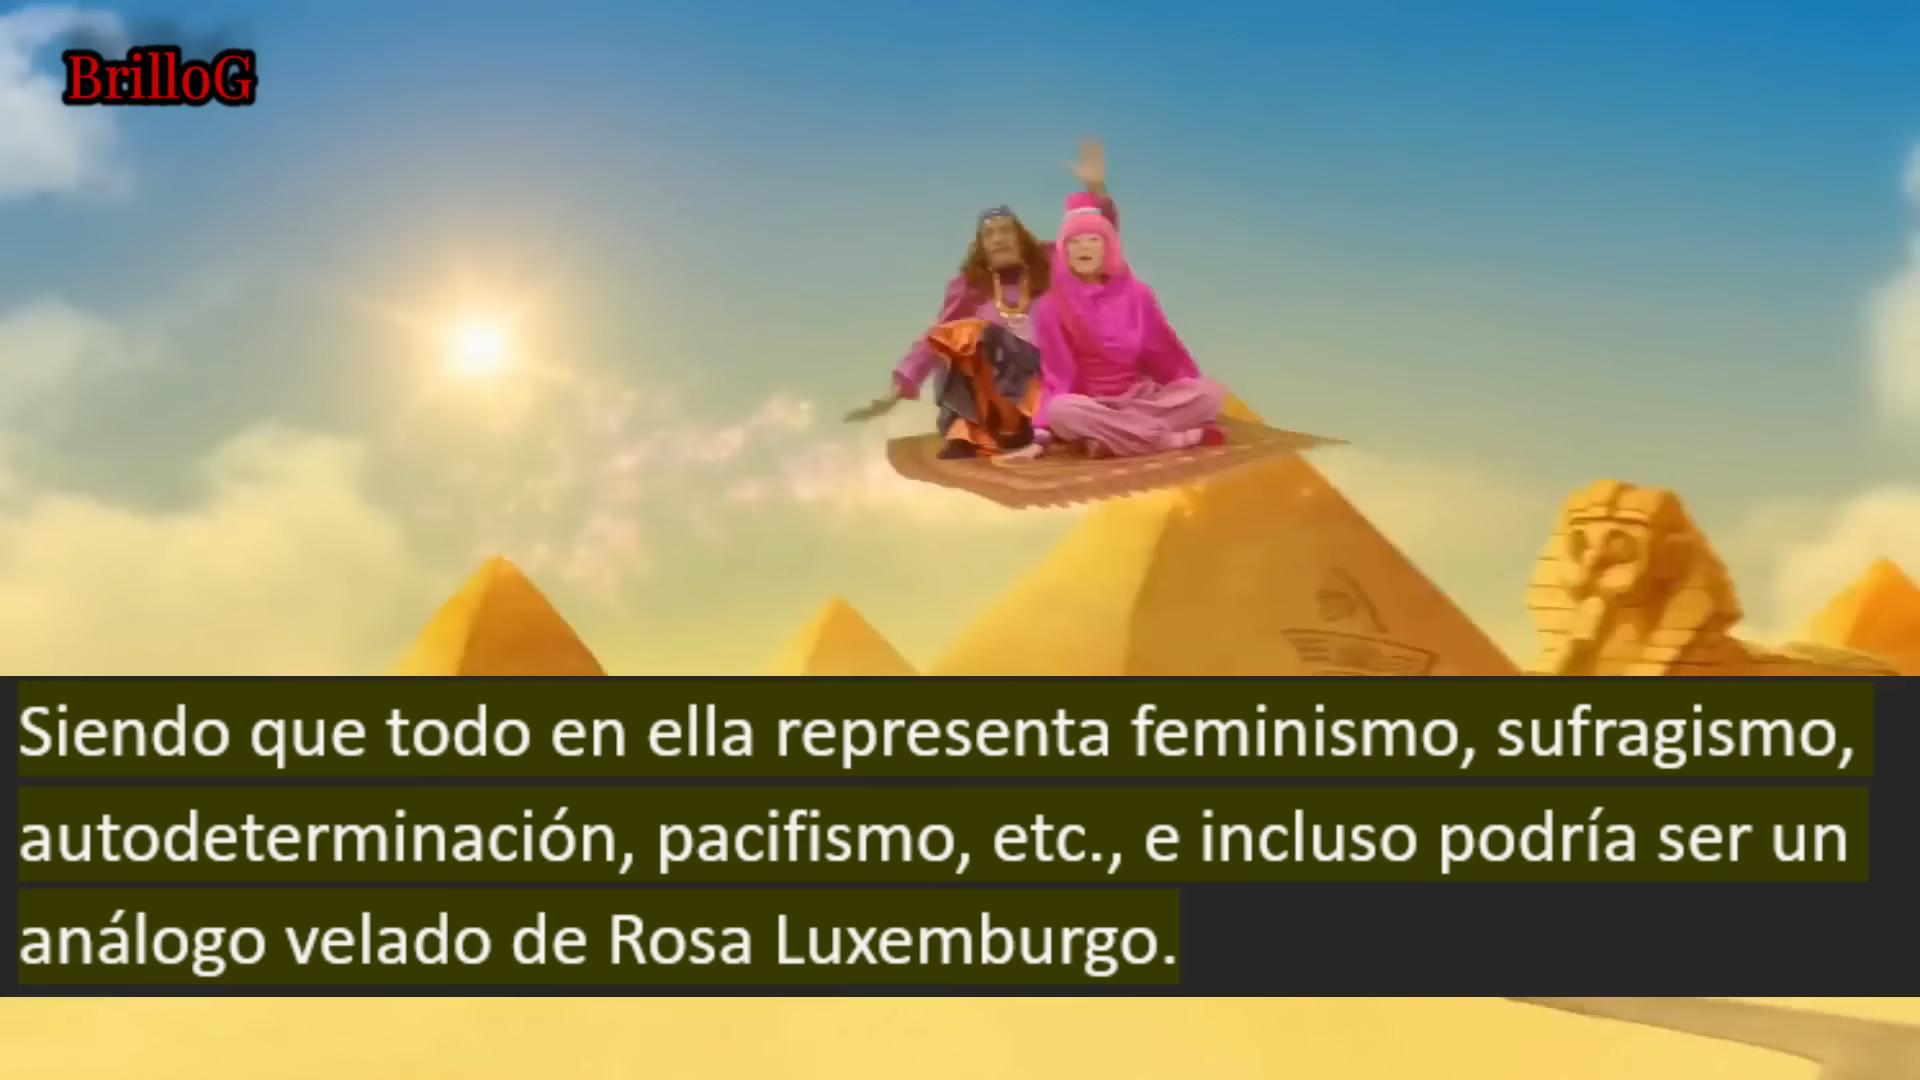 BrilloG
Siendo que todo en ella representa feminismo, sufragismo,
autodeterminación, pacifismo, etc., e incluso podría ser un
análogo velado de Rosa Luxemburgo.